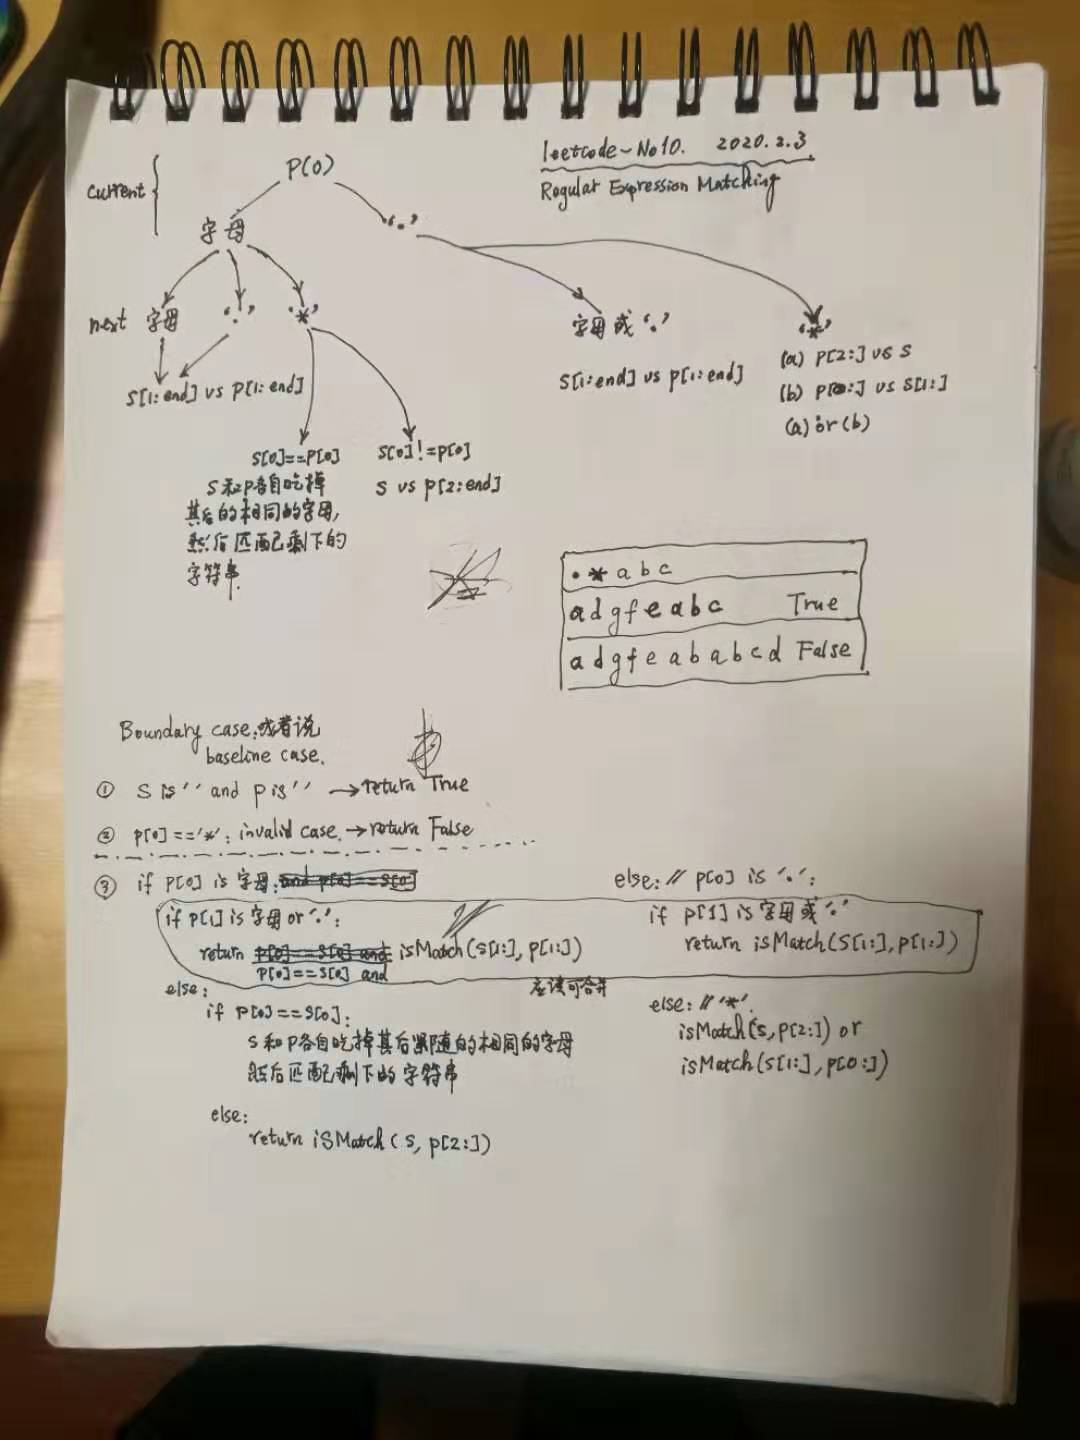 leetcode-No10. 2020.2.3
Regular Expression Matching
current
P(0)
字母
'.'
next 字母 '.' '*'
字母或'.'
'*'
S[1:end] vs P[1:end]
S[1:end] vs P[1:end]
(a) P[2:] vs S
(b) P[0:] vs S[1:]
(a) or (b)
S[0]==P[0]
S和P各自吃掉
其后的相同的字母,
然后匹配剩下的
字符串.
S[0]!=P[0]
S vs P[2:end]
.*abc
adgfeabc True
adgfeababcd False
Boundary case,或者说
baseline case.
① S is '' and P is '' → return True
② P[0]=='*': invalid case. → return False
③ if P[0] is 字母: and p[0]==S[0]
if P[1] is 字母 or '.':
return p[0]==S[0] and isMatch(S[1:], P[1:])
P[0]==S[0] and
else:
if P[0]==S[0]:
S和P各自吃掉其后紧随的相同的字母
然后匹配剩下的字符串
else:
return isMatch(S, P[2:])
else: // P[0] is '.':
if P[1] is 字母或'.'
return isMatch(S[1:], P[1:])
应该可合并
else: // '*'.
isMatch(S, P[2:]) or
isMatch(S[1:], P[0:])